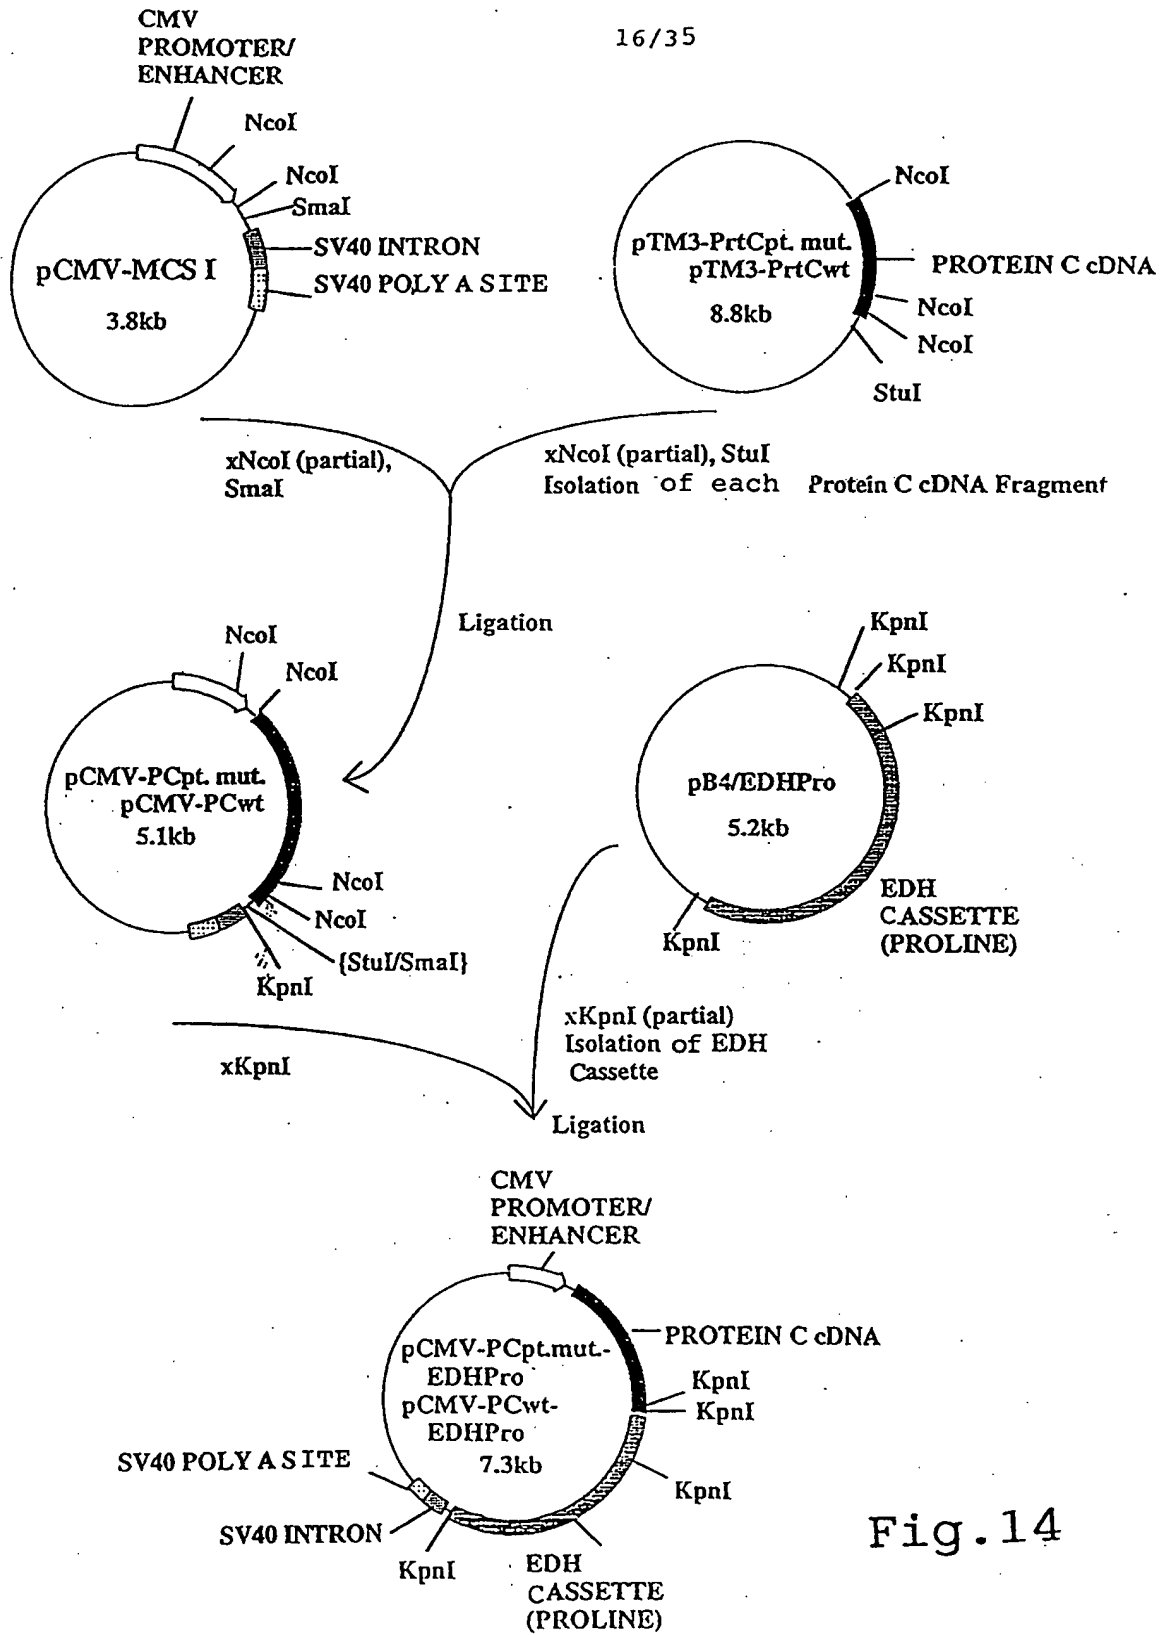 16/35
CMV
PROMOTER/
ENHANCER
NcoI
NcoI
SmaI
SV40 INTRON
SV40 POLY A SITE
pCMV-MCS I
3.8kb
NcoI
pTM3-PrtCpt. mut.
pTM3-PrtCwt
8.8kb
PROTEIN C cDNA
NcoI
NcoI
StuI
xNcoI (partial),
SmaI
xNcoI (partial), StuI
Isolation of each Protein C cDNA Fragment
Ligation
NcoI
NcoI
pCMV-PCpt. mut.
pCMV-PCwt
5.1kb
NcoI
NcoI
{StuI/SmaI}
KpnI
KpnI
KpnI
KpnI
pB4/EDHPro
5.2kb
EDH
CASSETTE
(PROLINE)
KpnI
xKpnI
xKpnI (partial)
Isolation of EDH
Cassette
Ligation
CMV
PROMOTER/
ENHANCER
pCMV-PCpt.mut.-
EDHPro
pCMV-PCwt-
EDHPro
7.3kb
PROTEIN C cDNA
KpnI
KpnI
KpnI
SV40 POLY A SITE
SV40 INTRON
KpnI
EDH
CASSETTE
(PROLINE)
Fig.14